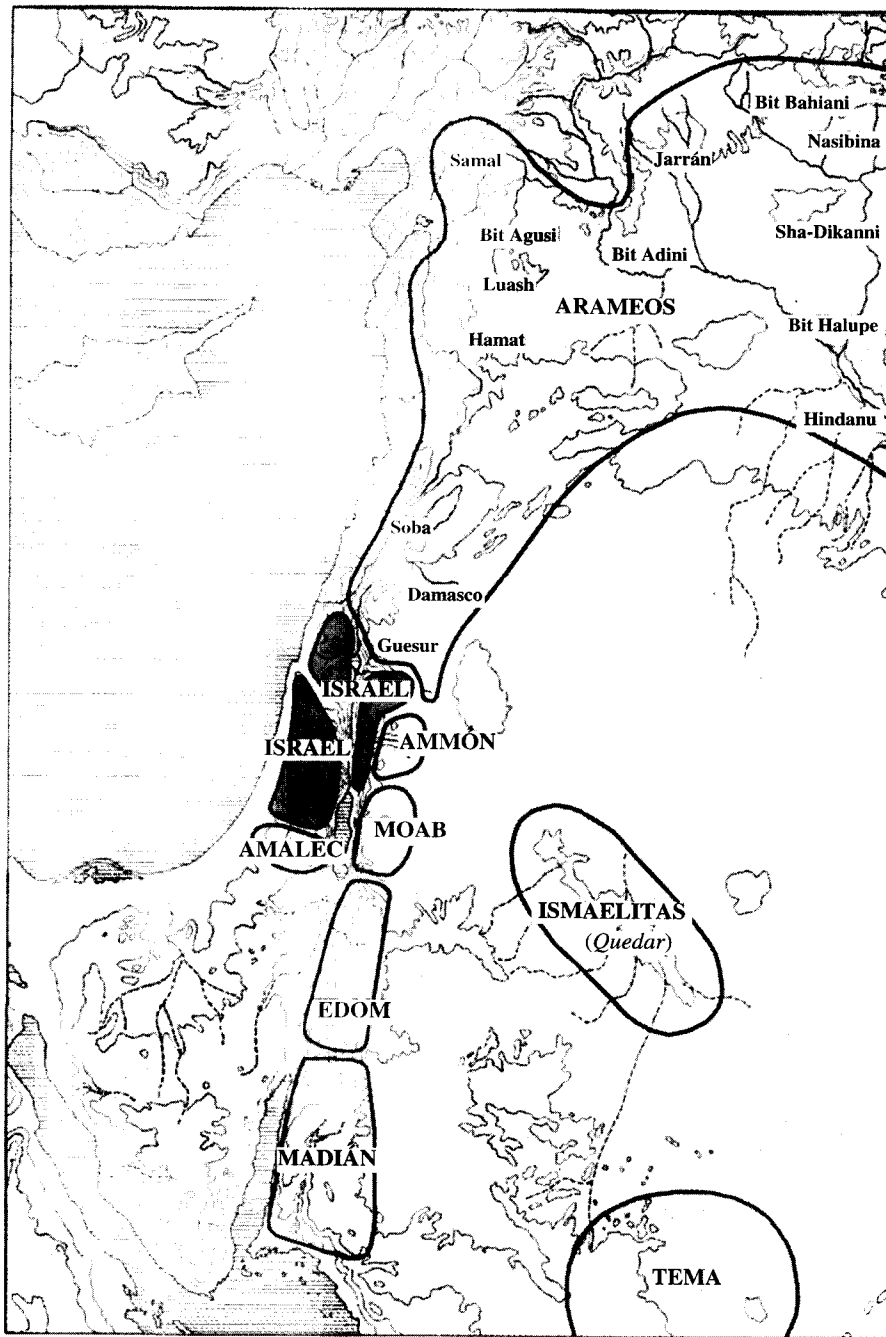 Bit Bahiani
Nasibina
Samal
Jarrán
Bit Agusi
Sha-Dikanni
Bit Adini
Luash
ARAMEOS
Bit Halupe
Hamat
Hindanu
Soba
Damasco
Guesur
ISRAEL
ISRAEL
AMMÓN
MOAB
AMALEC
ISMAELITAS
(Quedar)
EDOM
MADIÁN
TEMA